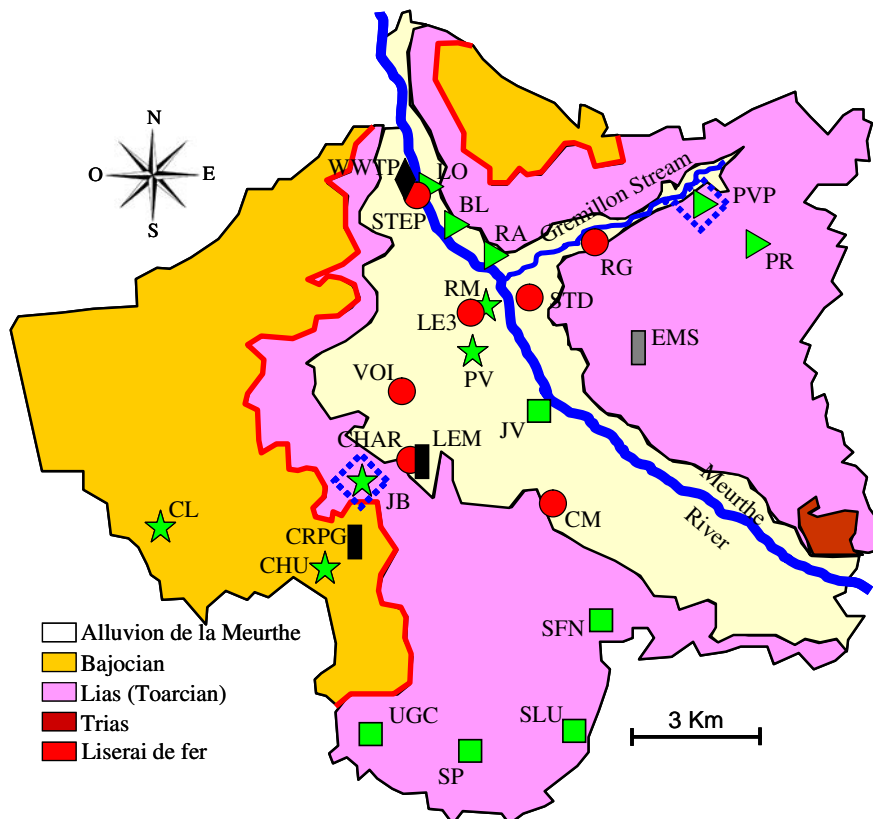 N
O
E
S
WWTP
LO
STEP
BL
RA
Gremillon Stream
PVP
RG
PR
RM
STD
LE3
EMS
PV
VOI
JV
CHAR
LEM
JB
Meurthe
River
CL
CM
CRPG
CHU
SFN
Alluvion de la Meurthe
Bajocian
Lias (Toarcian)
Trias
Liserai de fer
UGC
SLU
SP
3 Km